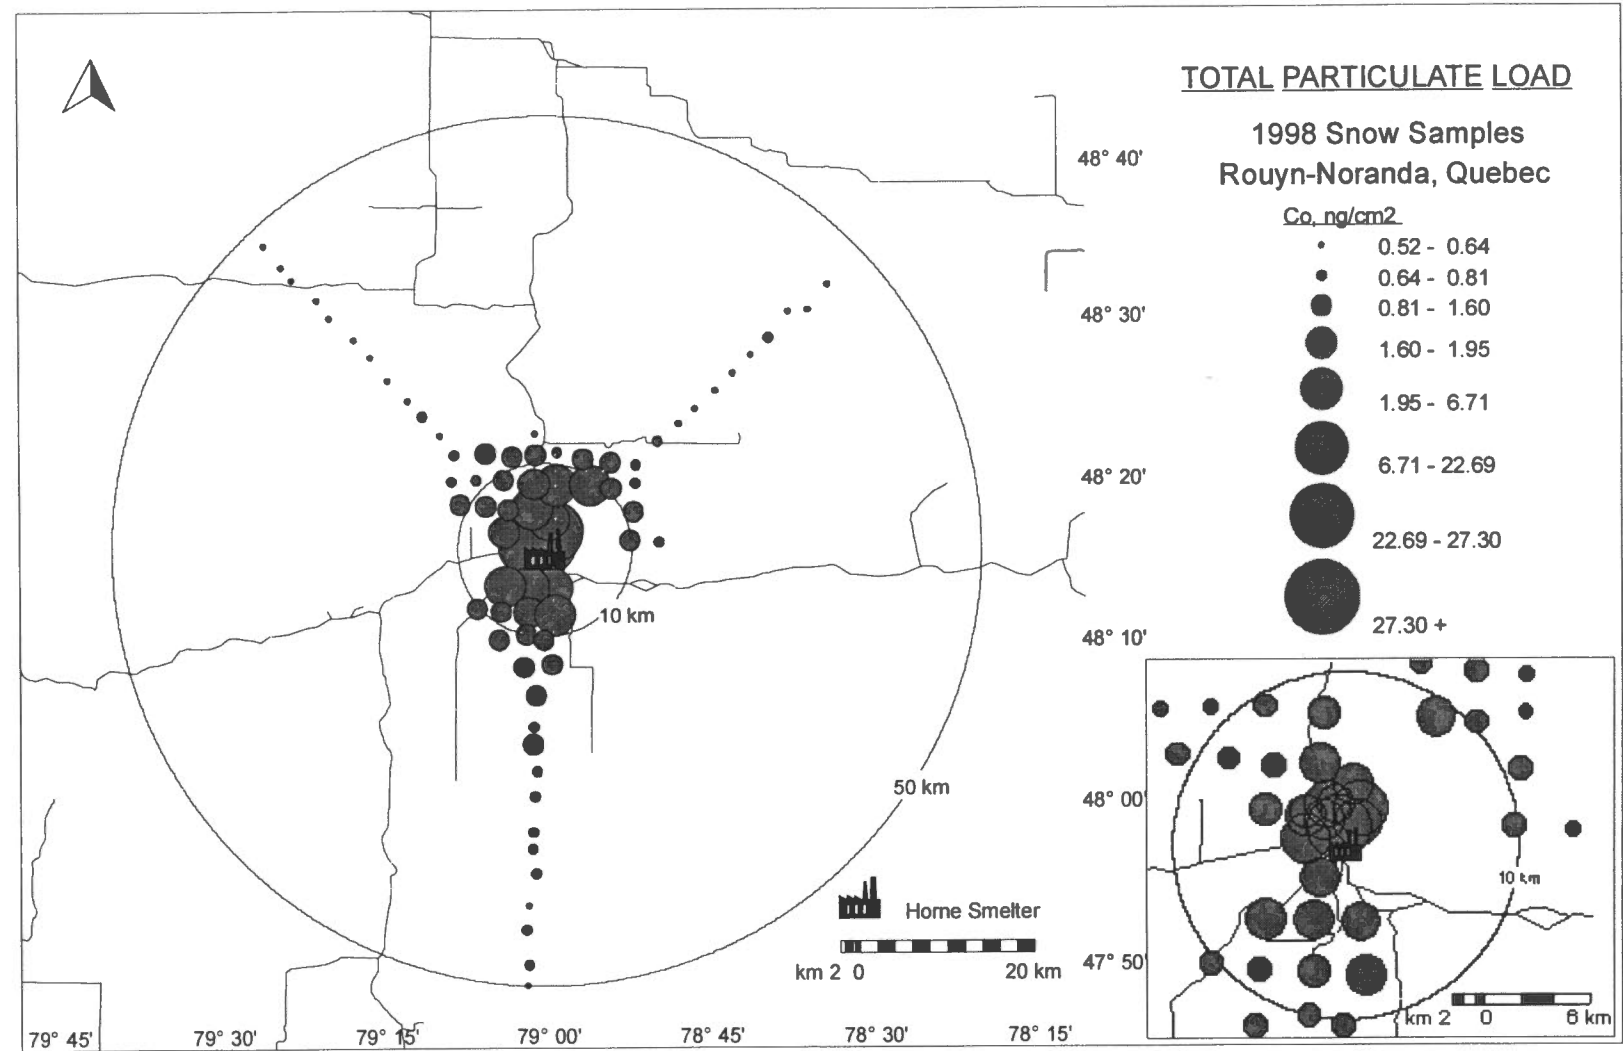 TOTAL PARTICULATE LOAD
1998 Snow Samples
Rouyn-Noranda, Quebec
Co, ng/cm2
0.52 - 0.64
0.64 - 0.81
0.81 - 1.60
1.60 - 1.95
1.95 - 6.71
6.71 - 22.69
22.69 - 27.30
27.30 +
48° 40'
48° 30'
48° 20'
48° 10'
48° 00'
47° 50'
10 km
50 km
Horne Smelter
km 2 0 20 km
79° 45' 79° 30' 79° 15' 79° 00' 78° 45' 78° 30' 78° 15'
10 km
km 2 0 6 km